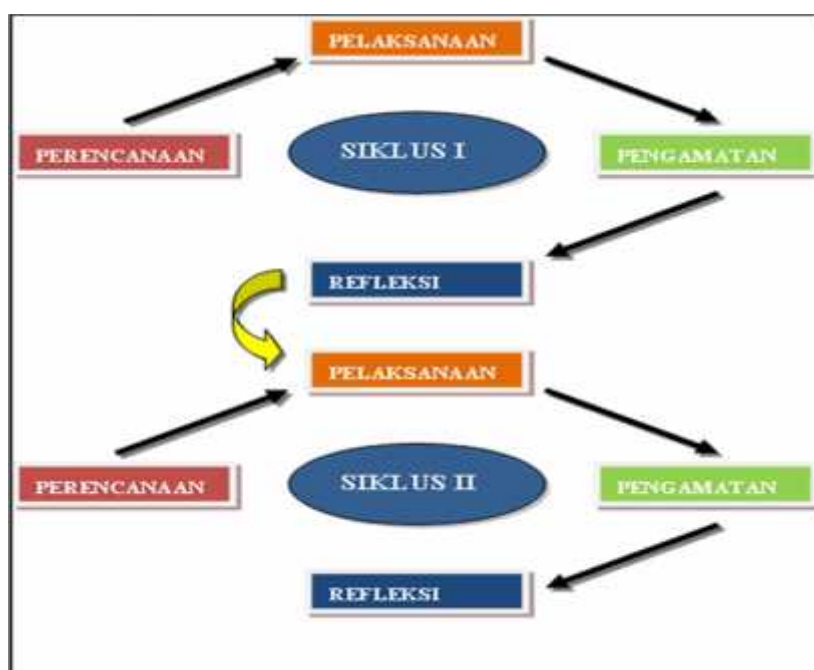 PELAKSANAAN
PERENCANAAN
SIKLUS I
PENGAMATAN
REFLEKSI
PELAKSANAAN
PERENCANAAN
SIKLUS II
PENGAMATAN
REFLEKSI